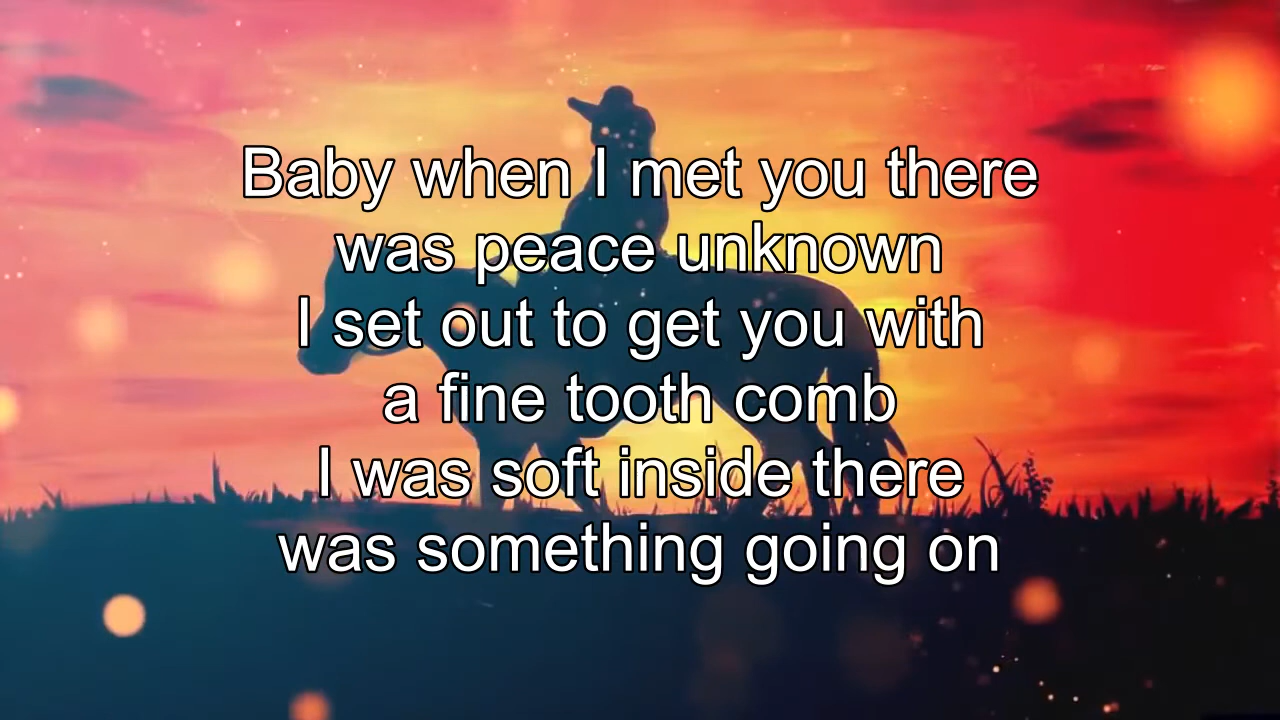 Baby when I met you there
was peace unknown
I set out to get you with
a fine tooth comb
I was soft inside there
was something going on